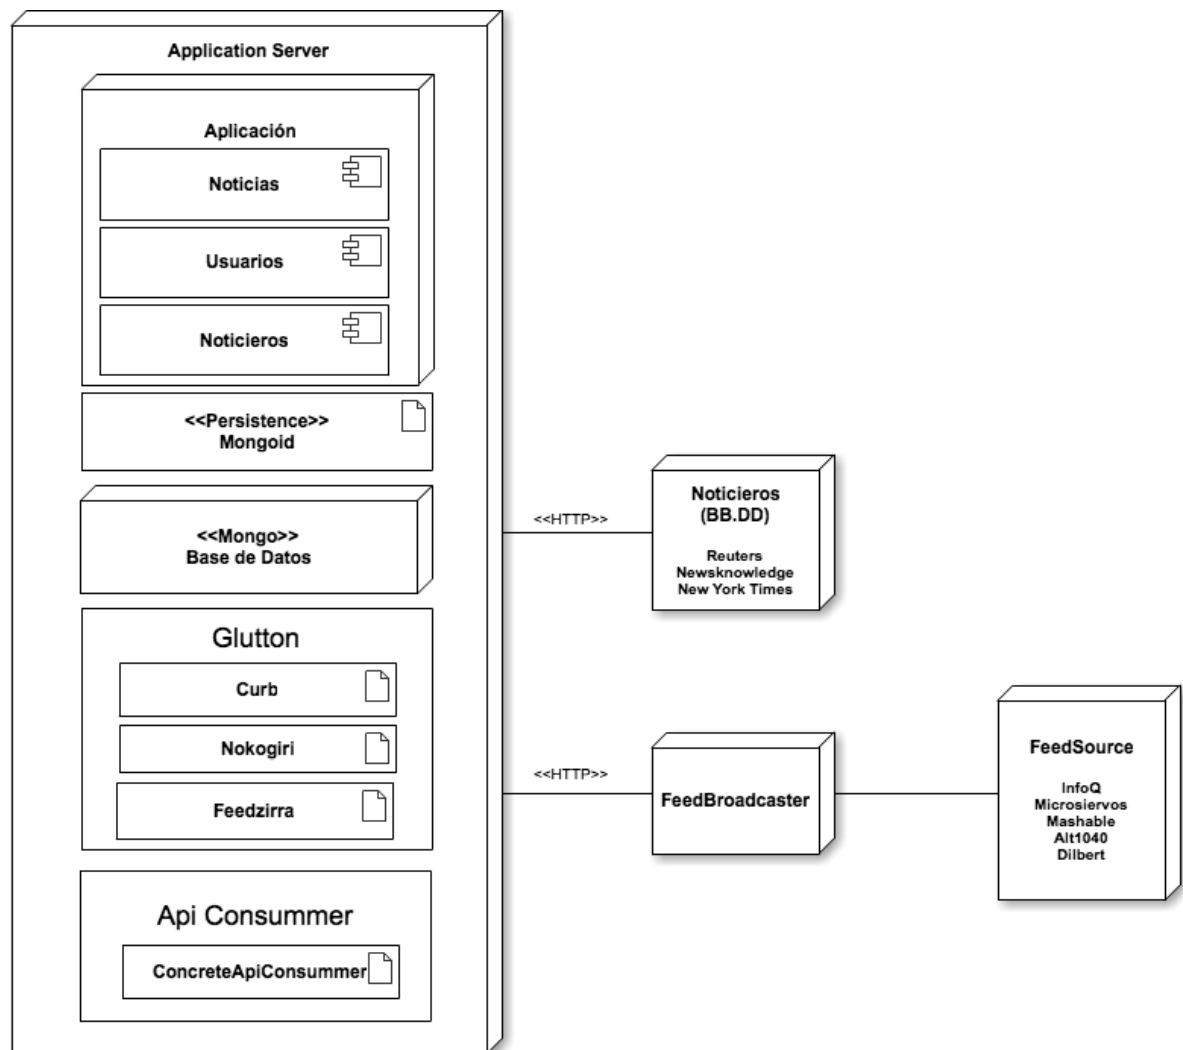 Application Server
Aplicación
Noticias
Usuarios
Noticieros
<<Persistence>>
Mongoid
<<Mongo>>
Base de Datos
Glutton
Curb
Nokogiri
Feedzirra
Api Consummer
ConcreteApiConsummer
<<HTTP>>
Noticieros
(BB.DD)
Reuters
Newsknowledge
New York Times
<<HTTP>>
FeedBroadcaster
FeedSource
InfoQ
Microsiervos
Mashable
Alt1040
Dilbert